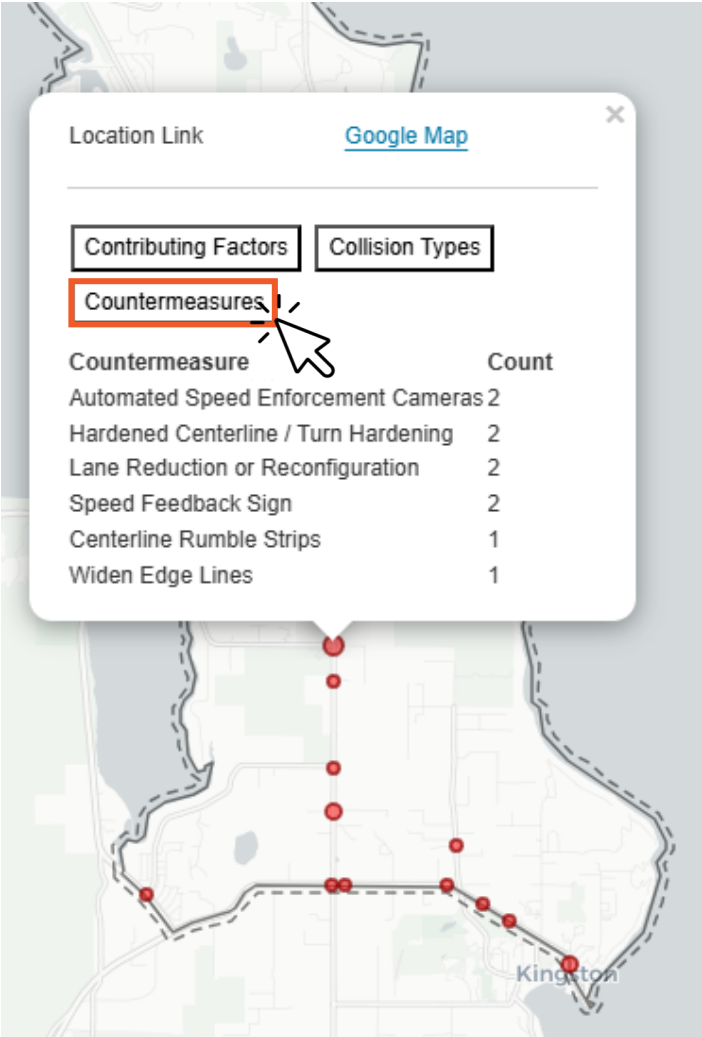 ×
Location Link Google Map
Contributing Factors Collision Types
Countermeasures
Countermeasure Count
Automated Speed Enforcement Cameras 2
Hardened Centerline / Turn Hardening 2
Lane Reduction or Reconfiguration 2
Speed Feedback Sign 2
Centerline Rumble Strips 1
Widen Edge Lines 1
Kingston